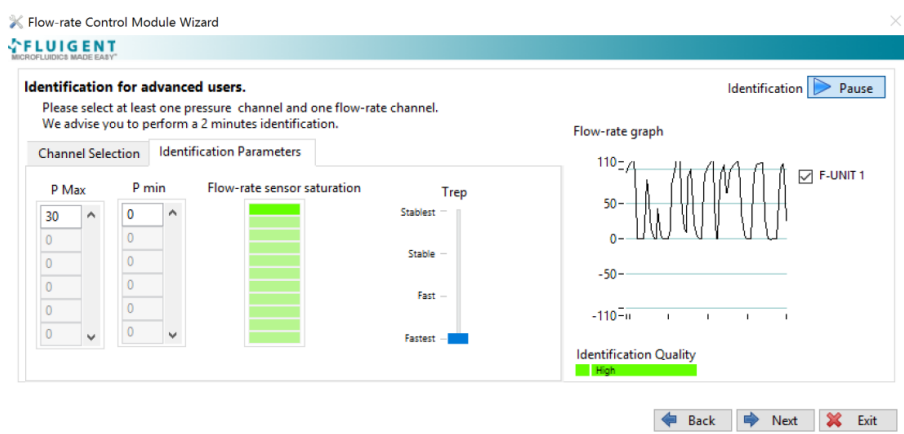 Flow-rate Control Module Wizard
FLUIGENT
MICROFLUIDICS MADE EASY
Identification for advanced users.
Please select at least one pressure channel and one flow-rate channel.
We advise you to perform a 2 minutes identification.
Identification Pause
Channel Selection Identification Parameters
P Max P min Flow-rate sensor saturation Trep
30 0
0 0
0 0
0 0
0 0
0 0
Stablest
Stable
Fast
Fastest
Flow-rate graph
110
50
0
-50
-110
F-UNIT 1
Identification Quality
High
Back Next Exit